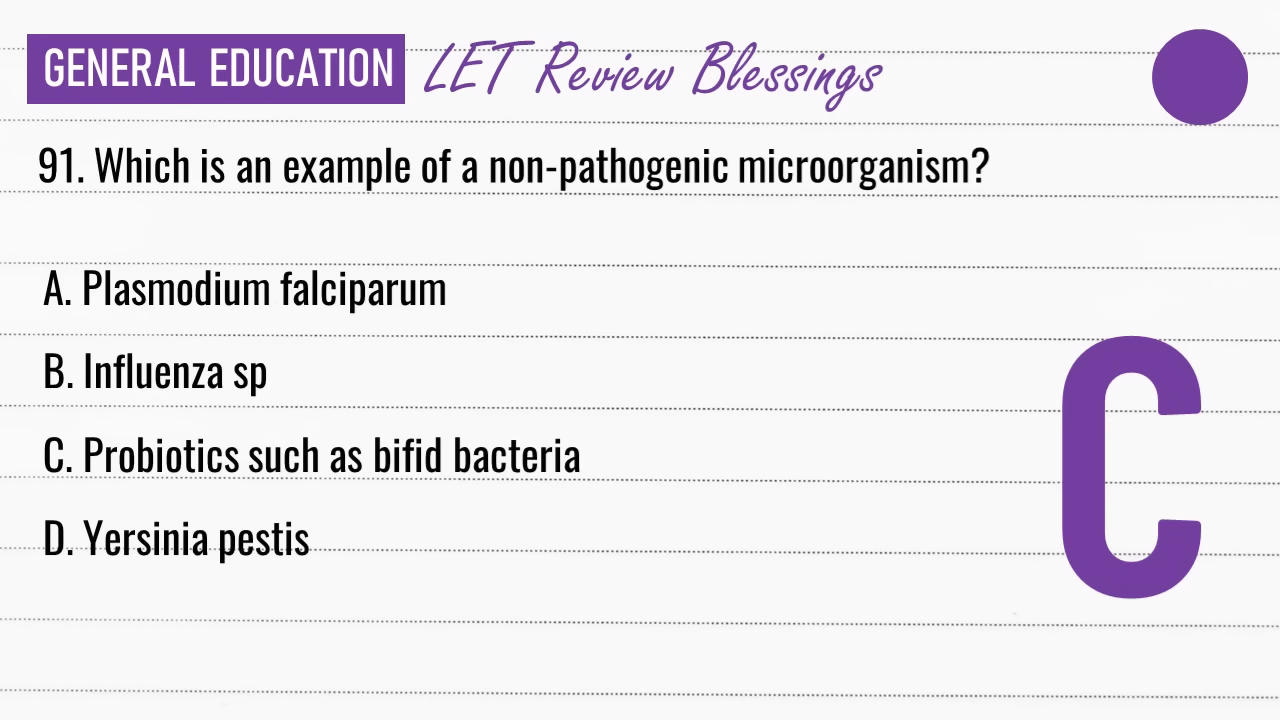 GENERAL EDUCATION LET Review Blessings
91. Which is an example of a non-pathogenic microorganism?
A. Plasmodium falciparum
B. Influenza sp
C. Probiotics such as bifid bacteria
D. Yersinia pestis
C